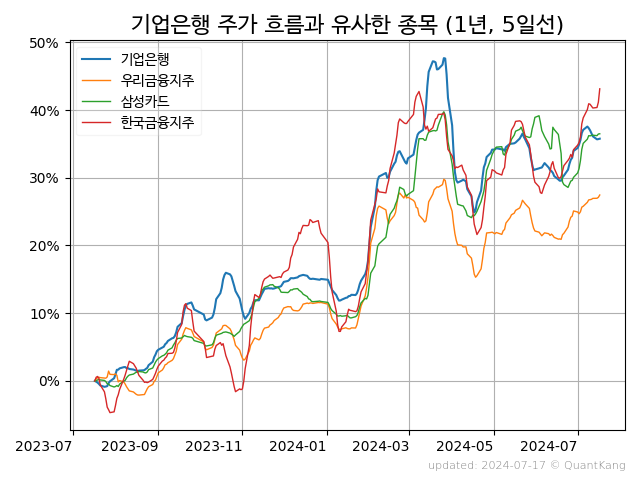 기업은행 주가 흐름과 유사한 종목 (1년, 5일선)
기업은행
우리금융지주
삼성카드
한국금융지주
50%
40%
30%
20%
10%
0%
2023-07 2023-09 2023-11 2024-01 2024-03 2024-05 2024-07
updated: 2024-07-17 © QuantKang